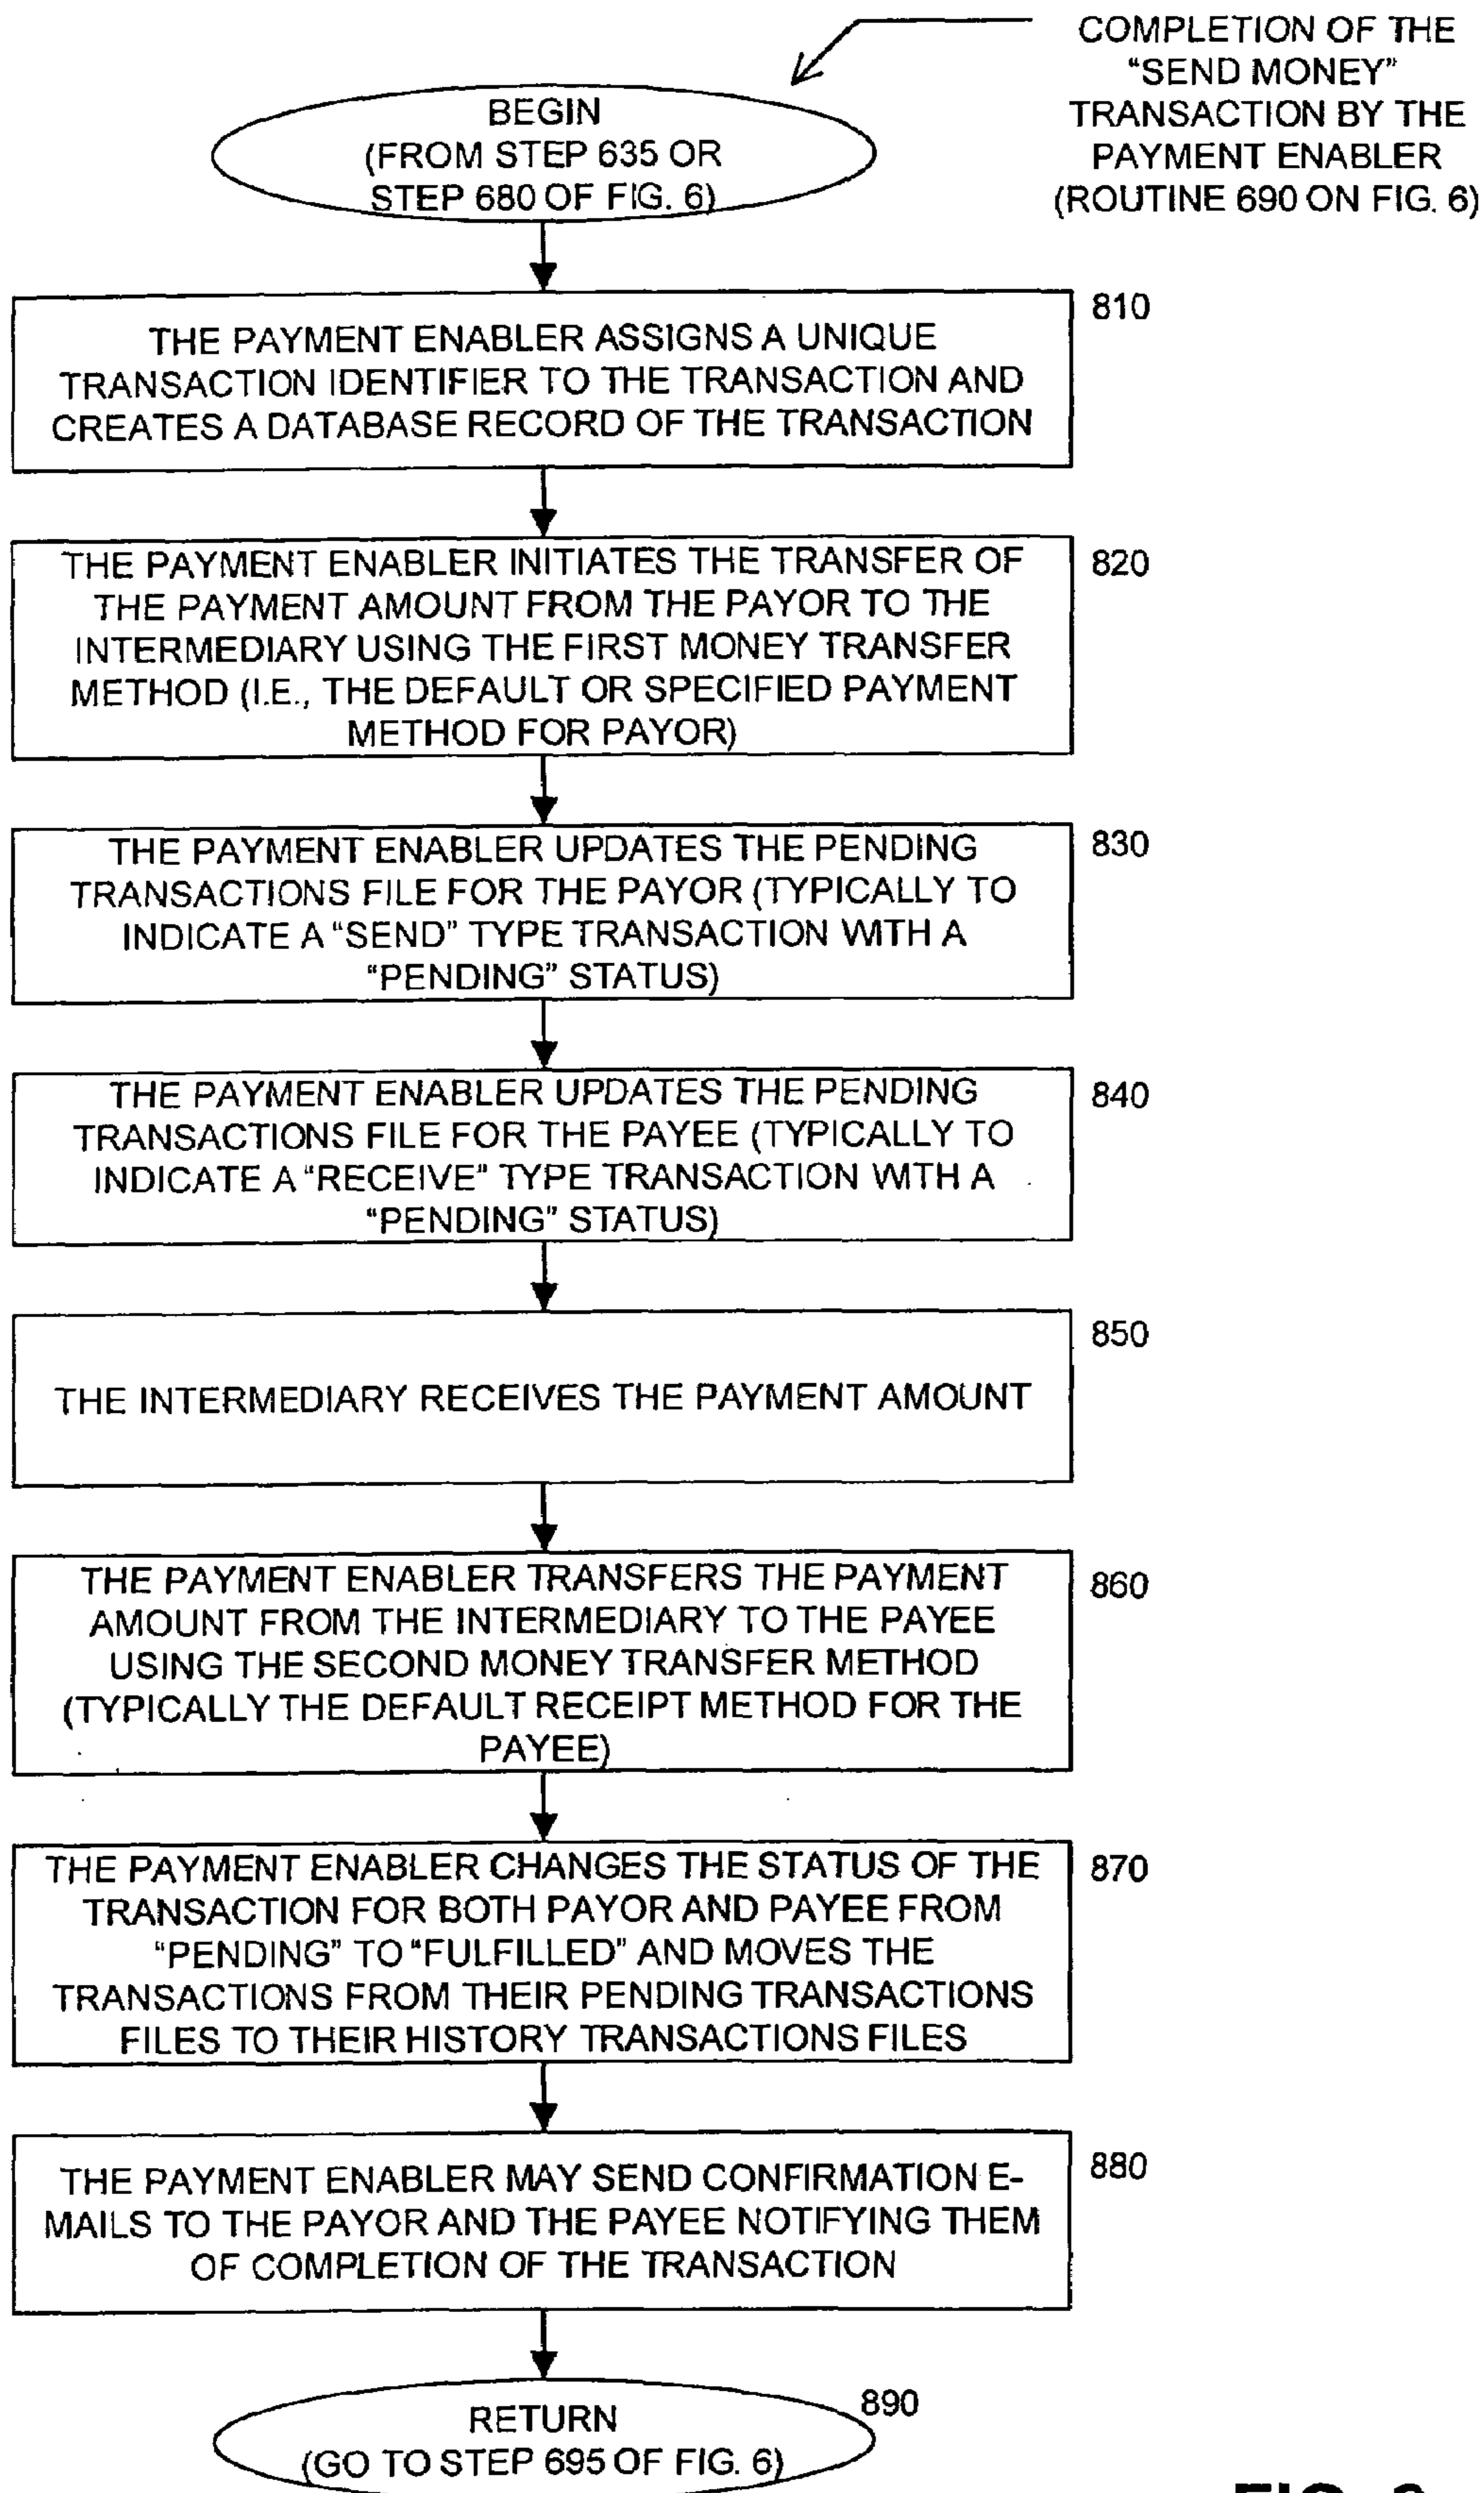 COMPLETION OF THE
“SEND MONEY”
TRANSACTION BY THE
PAYMENT ENABLER
(ROUTINE 690 ON FIG. 6)
BEGIN
(FROM STEP 635 OR
STEP 680 OF FIG. 6)
810
THE PAYMENT ENABLER ASSIGNS A UNIQUE
TRANSACTION IDENTIFIER TO THE TRANSACTION AND
CREATES A DATABASE RECORD OF THE TRANSACTION
820
THE PAYMENT ENABLER INITIATES THE TRANSFER OF
THE PAYMENT AMOUNT FROM THE PAYOR TO THE
INTERMEDIARY USING THE FIRST MONEY TRANSFER
METHOD (I.E., THE DEFAULT OR SPECIFIED PAYMENT
METHOD FOR PAYOR)
830
THE PAYMENT ENABLER UPDATES THE PENDING
TRANSACTIONS FILE FOR THE PAYOR (TYPICALLY TO
INDICATE A “SEND” TYPE TRANSACTION WITH A
“PENDING” STATUS)
840
THE PAYMENT ENABLER UPDATES THE PENDING
TRANSACTIONS FILE FOR THE PAYEE (TYPICALLY TO
INDICATE A “RECEIVE” TYPE TRANSACTION WITH A
“PENDING” STATUS)
850
THE INTERMEDIARY RECEIVES THE PAYMENT AMOUNT
860
THE PAYMENT ENABLER TRANSFERS THE PAYMENT
AMOUNT FROM THE INTERMEDIARY TO THE PAYEE
USING THE SECOND MONEY TRANSFER METHOD
(TYPICALLY THE DEFAULT RECEIPT METHOD FOR THE
PAYEE)
870
THE PAYMENT ENABLER CHANGES THE STATUS OF THE
TRANSACTION FOR BOTH PAYOR AND PAYEE FROM
“PENDING” TO “FULFILLED” AND MOVES THE
TRANSACTIONS FROM THEIR PENDING TRANSACTIONS
FILES TO THEIR HISTORY TRANSACTIONS FILES
880
THE PAYMENT ENABLER MAY SEND CONFIRMATION E-
MAILS TO THE PAYOR AND THE PAYEE NOTIFYING THEM
OF COMPLETION OF THE TRANSACTION
890
RETURN
(GO TO STEP 695 OF FIG. 6)